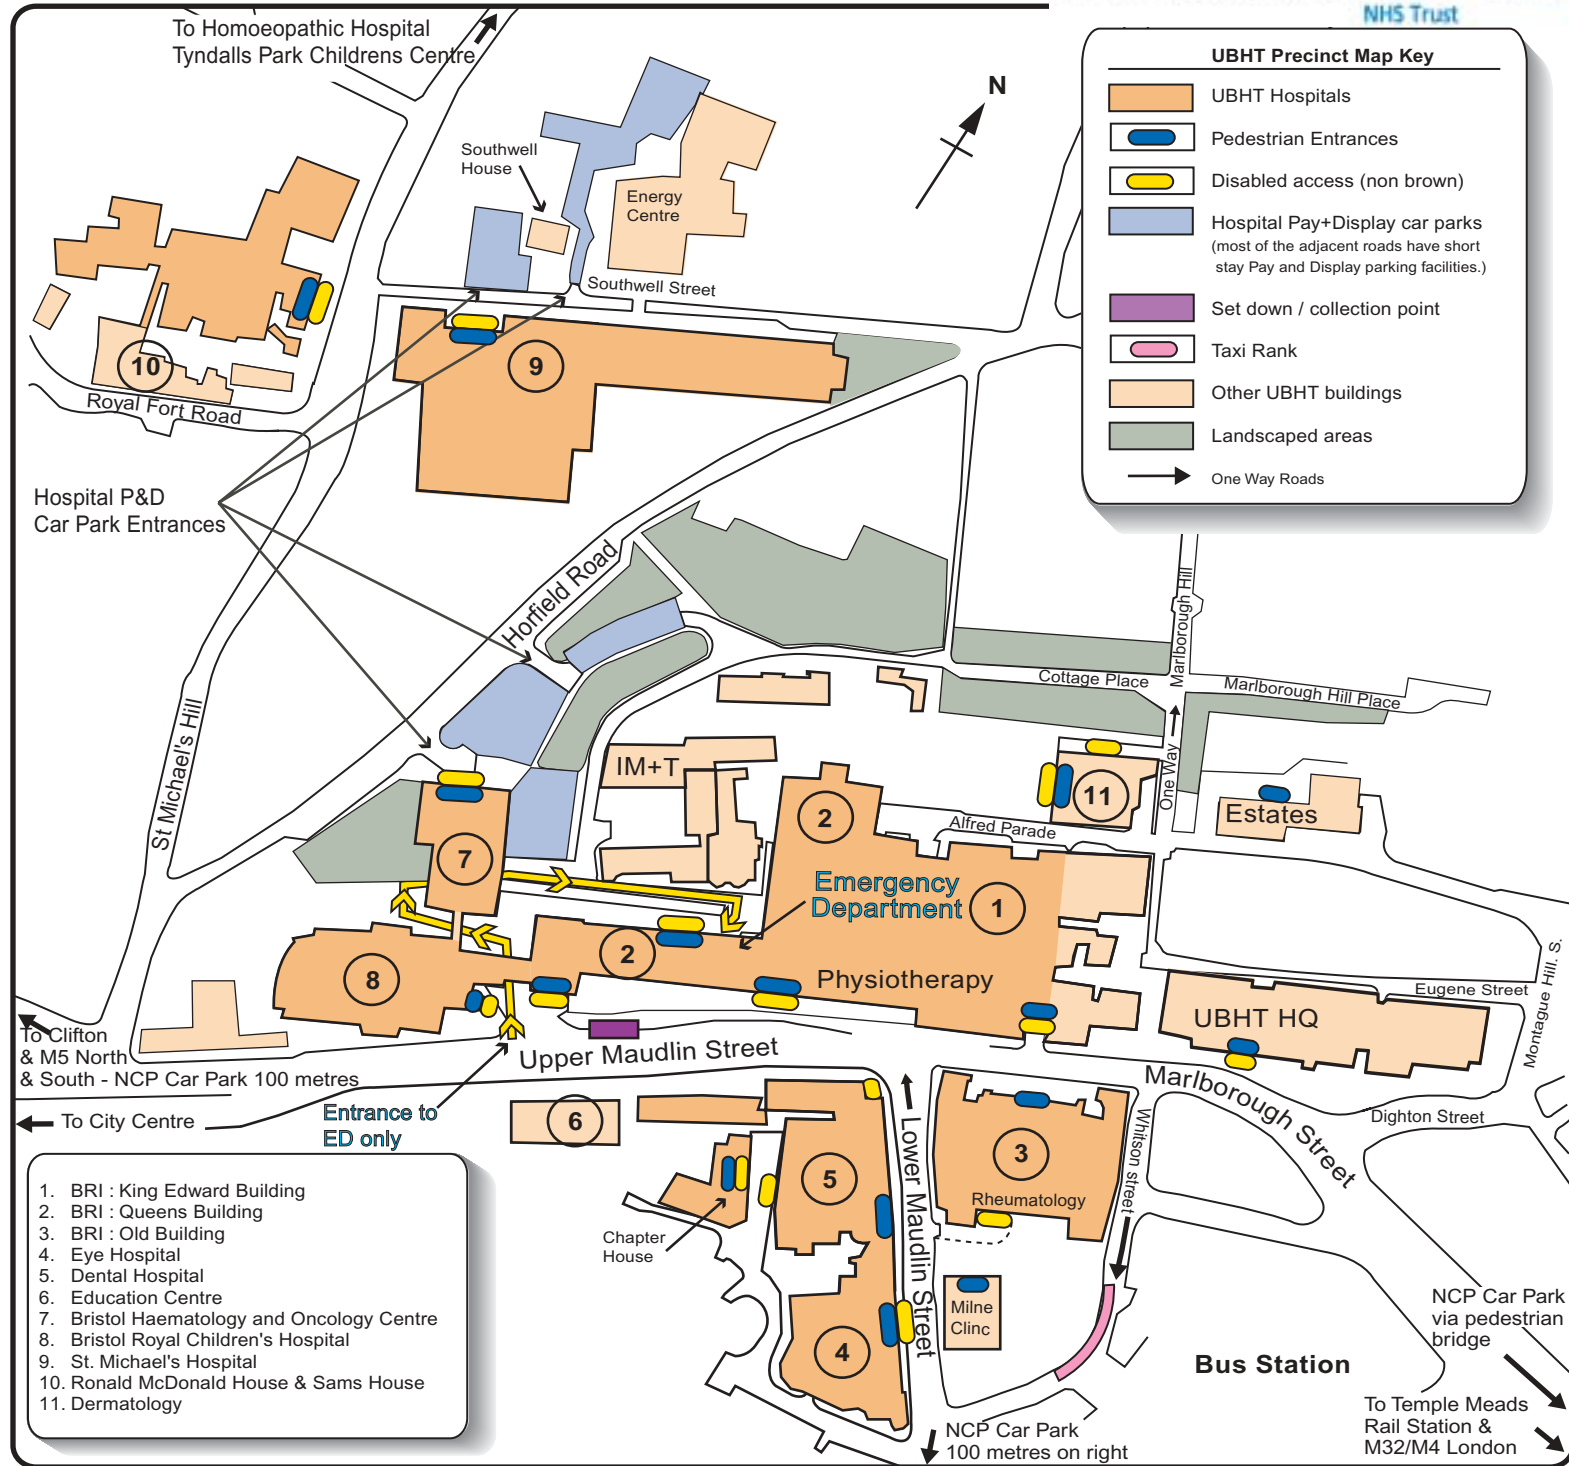 NHS Trust
To Homoeopathic Hospital
Tyndalls Park Childrens Centre
N
UBHT Precinct Map Key
UBHT Hospitals
Pedestrian Entrances
Disabled access (non brown)
Hospital Pay+Display car parks
(most of the adjacent roads have short
stay Pay and Display parking facilities.)
Set down / collection point
Taxi Rank
Other UBHT buildings
Landscaped areas
One Way Roads
Southwell
House
Energy
Centre
Southwell Street
10
9
Royal Fort Road
Hospital P&D
Car Park Entrances
Horfield Road
St Michael's Hill
Marlborough Hill
Cottage Place
Marlborough Hill Place
One Way
IM+T
2
11
Estates
Alfred Parade
7
Emergency
Department
1
2
8
Physiotherapy
Eugene Street
UBHT HQ
Montague Hill. S.
To Clifton
& M5 North
& South - NCP Car Park 100 metres
Upper Maudlin Street
Marlborough Street
To City Centre
Entrance to
ED only
6
Dighton Street
Lower Maudlin Street
Whitson street
3
5
Rheumatology
Chapter
House
Milne
Clinc
4
Bus Station
NCP Car Park
via pedestrian
bridge
To Temple Meads
Rail Station &
M32/M4 London
NCP Car Park
100 metres on right
1. BRI : King Edward Building
2. BRI : Queens Building
3. BRI : Old Building
4. Eye Hospital
5. Dental Hospital
6. Education Centre
7. Bristol Haematology and Oncology Centre
8. Bristol Royal Children's Hospital
9. St. Michael's Hospital
10. Ronald McDonald House & Sams House
11. Dermatology